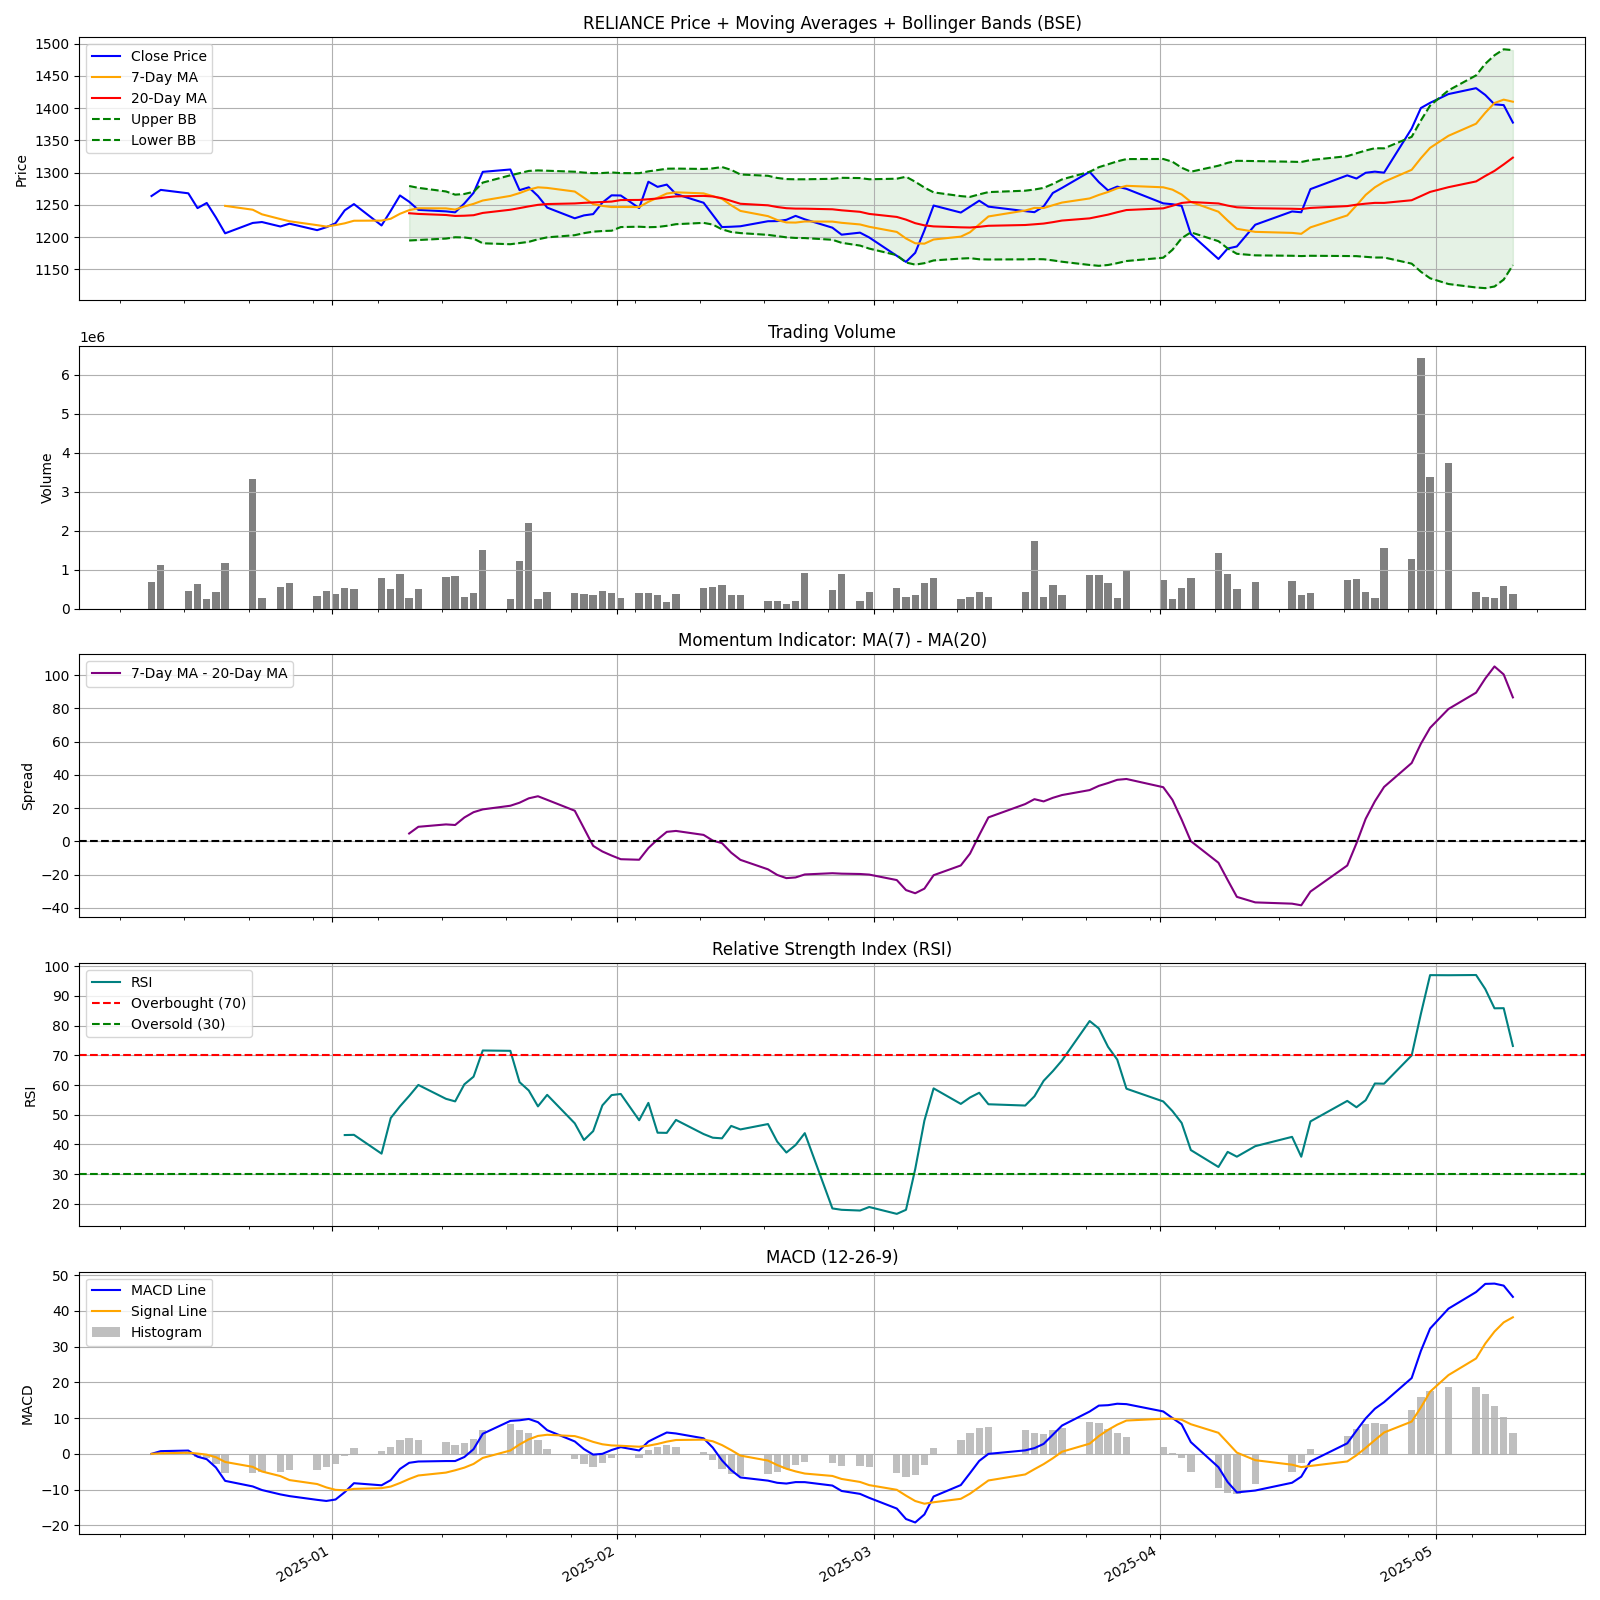 RELIANCE Price + Moving Averages + Bollinger Bands (BSE)
Price
1500
1450
1400
1350
1300
1250
1200
1150
Close Price
7-Day MA
20-Day MA
Upper BB
Lower BB
Trading Volume
1e6
Volume
6
5
4
3
2
1
0
Momentum Indicator: MA(7) - MA(20)
Spread
100
80
60
40
20
0
−20
−40
7-Day MA - 20-Day MA
Relative Strength Index (RSI)
RSI
100
90
80
70
60
50
40
30
20
RSI
Overbought (70)
Oversold (30)
MACD (12-26-9)
MACD
50
40
30
20
10
0
−10
−20
MACD Line
Signal Line
Histogram
2025-01
2025-02
2025-03
2025-04
2025-05